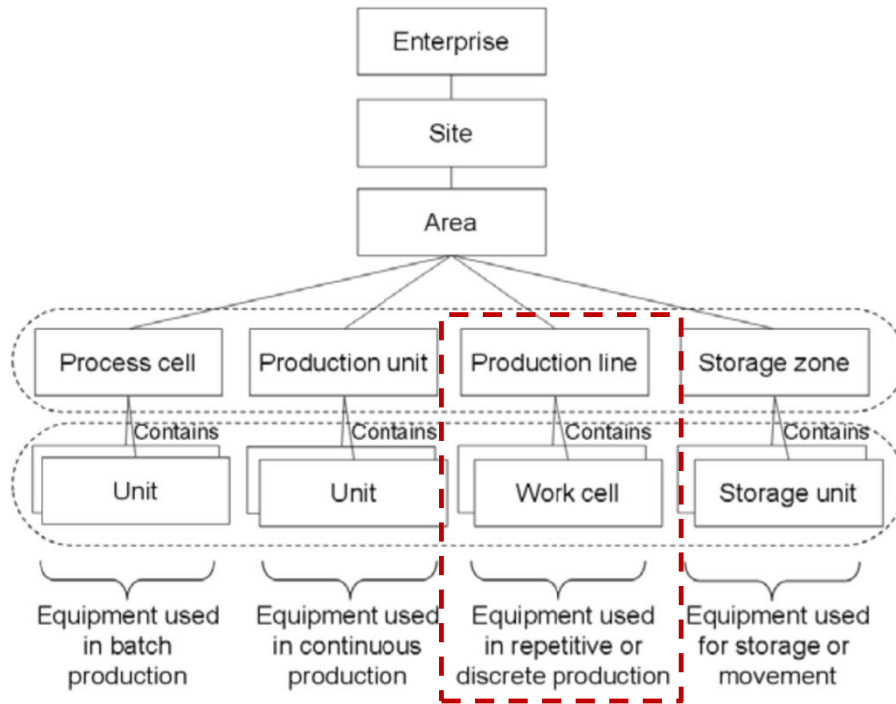 Enterprise
Site
Area
Process cell
Production unit
Production line
Storage zone
Contains
Contains
Contains
Contains
Unit
Unit
Work cell
Storage unit
Equipment used
in batch
production
Equipment used
in continuous
production
Equipment used
in repetitive or
discrete production
Equipment used
for storage or
movement